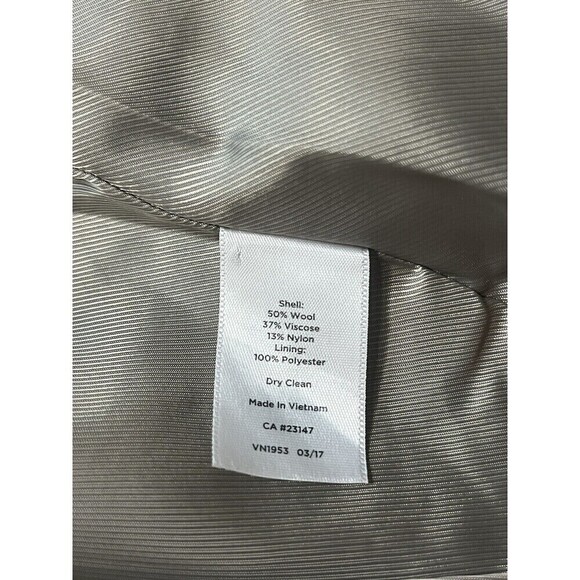 Shell:
50% Wool
37% Viscose
13% Nylon
Lining:
100% Polyester
Dry Clean
Made In Vietnam
CA #23147
VN1953 03/17